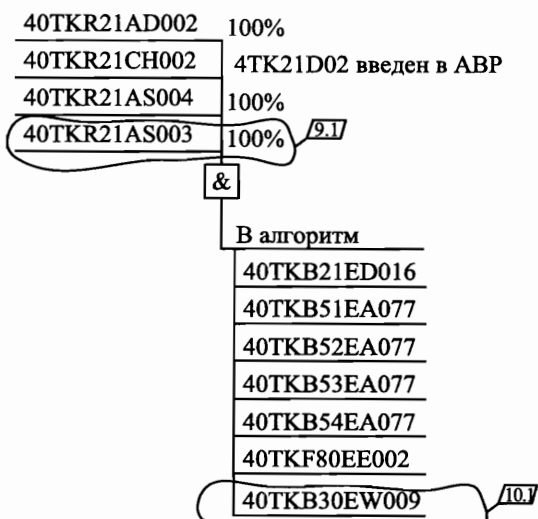 40TKR21AD002 100%
40TKR21CH002 4TK21D02 введен в АВР
40TKR21AS004 100%
40TKR21AS003 100% 9.1
&
В алгоритм
40TKB21ED016
40TKB51EA077
40TKB52EA077
40TKB53EA077
40TKB54EA077
40TKF80EE002
40TKB30EW009 10.1